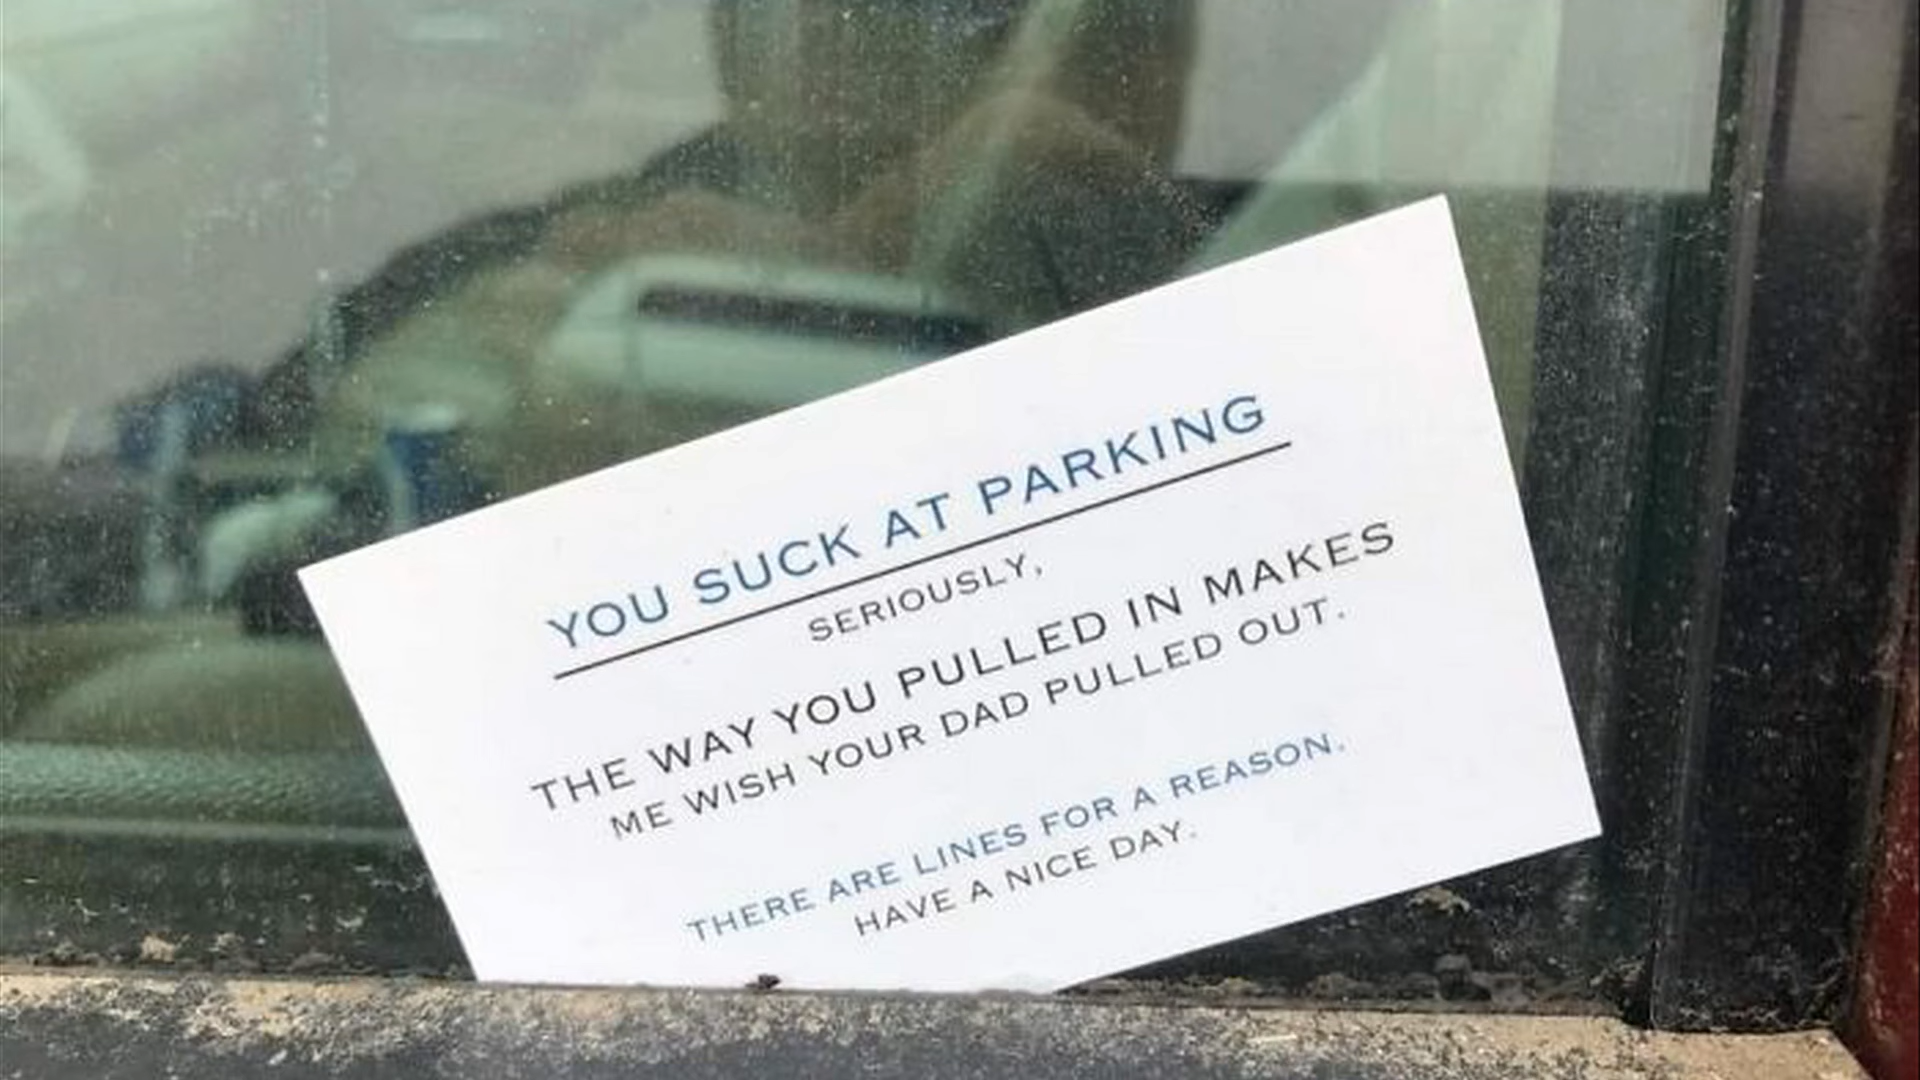 YOU SUCK AT PARKING
SERIOUSLY,
THE WAY YOU PULLED IN MAKES
ME WISH YOUR DAD PULLED OUT.
THERE ARE LINES FOR A REASON.
HAVE A NICE DAY.